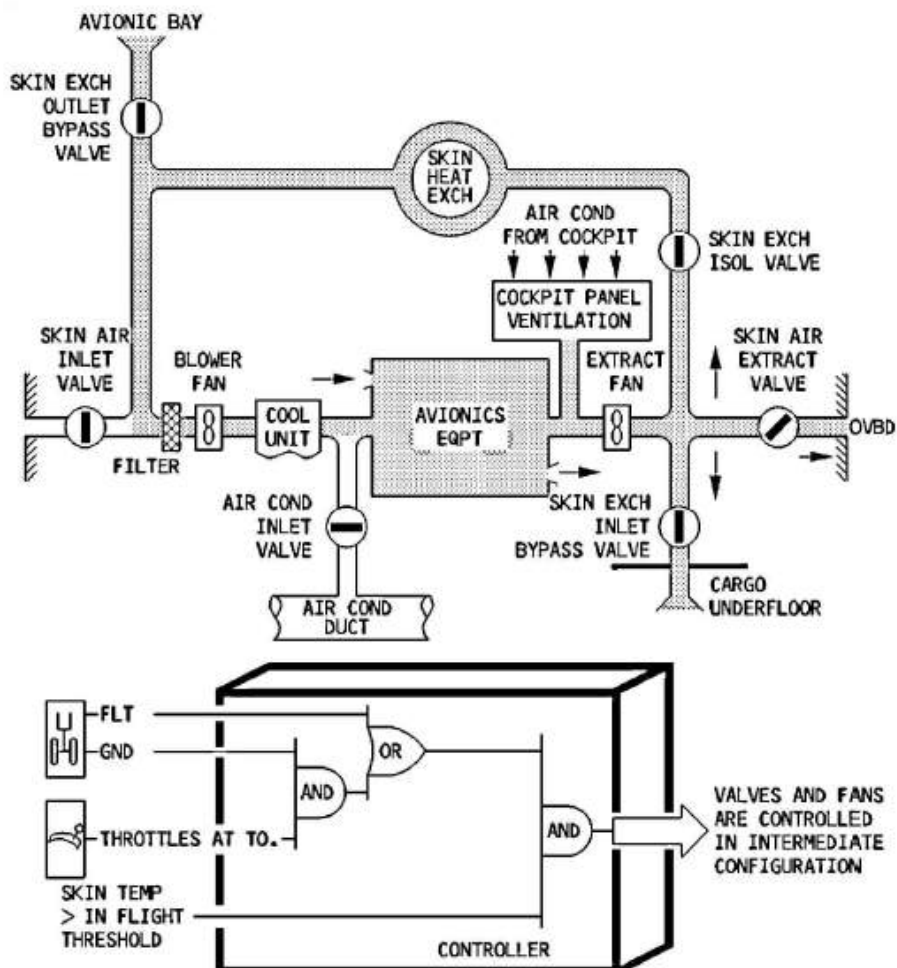 AVIONIC BAY
SKIN EXCH
OUTLET
BYPASS
VALVE
SKIN
HEAT
EXCH
AIR COND
FROM COCKPIT
SKIN EXCH
ISOL VALVE
COCKPIT PANEL
VENTILATION
SKIN AIR
INLET
VALVE
BLOWER
FAN
EXTRACT
FAN
SKIN AIR
EXTRACT
VALVE
COOL
UNIT
AVIONICS
EQPT
OVBD
FILTER
AIR COND
INLET
VALVE
SKIN EXCH
INLET
BYPASS VALVE
CARGO
UNDERFLOOR
AIR COND
DUCT
FLT
GND
OR
AND
THROTTLES AT TO.
AND
VALVES AND FANS
ARE CONTROLLED
IN INTERMEDIATE
CONFIGURATION
SKIN TEMP
> IN FLIGHT
THRESHOLD
CONTROLLER